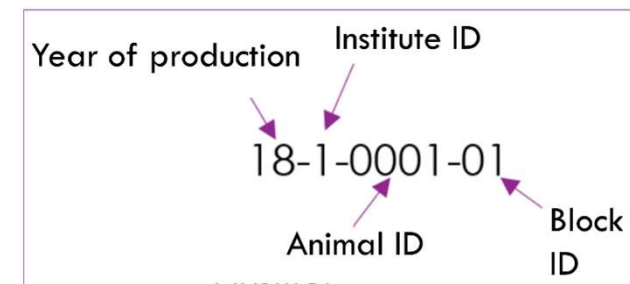 Institute ID
Year of production
18-1-0001-01
Animal ID
Block
ID